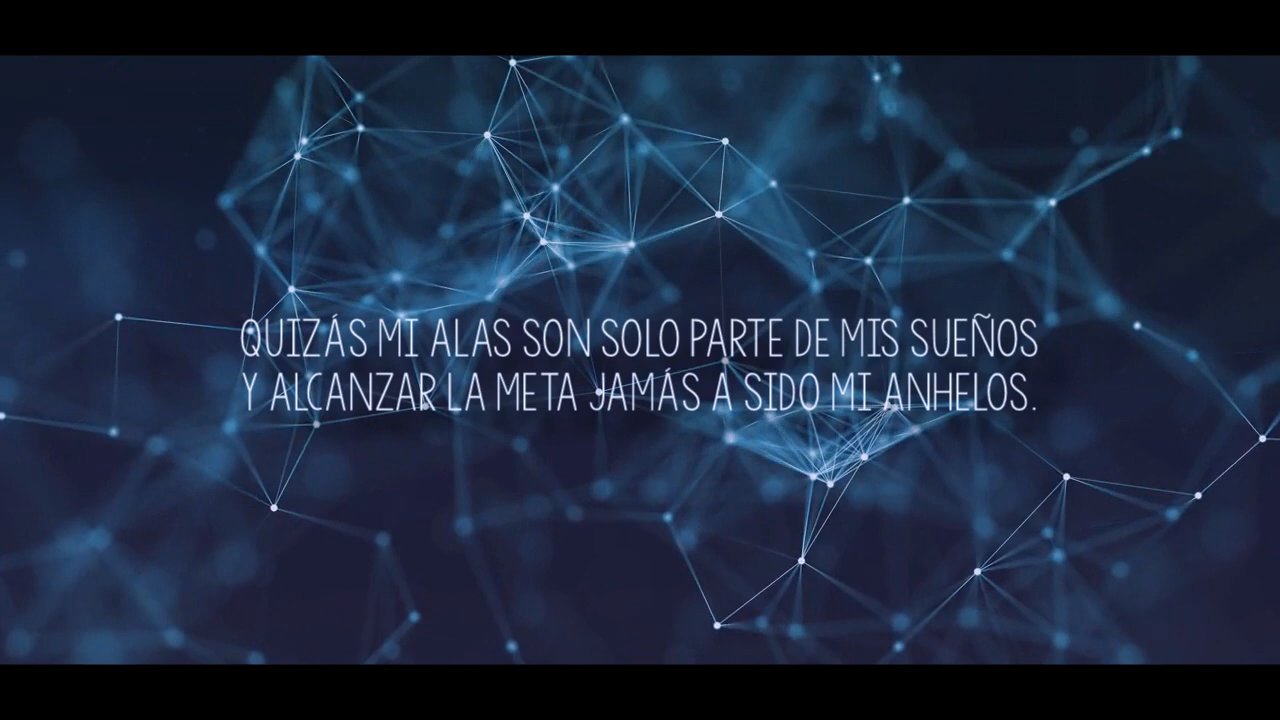 QUIZÁS MI ALAS SON SOLO PARTE DE MIS SUEÑOS
Y ALCANZAR LA META JAMÁS A SIDO MI ANHELOS.